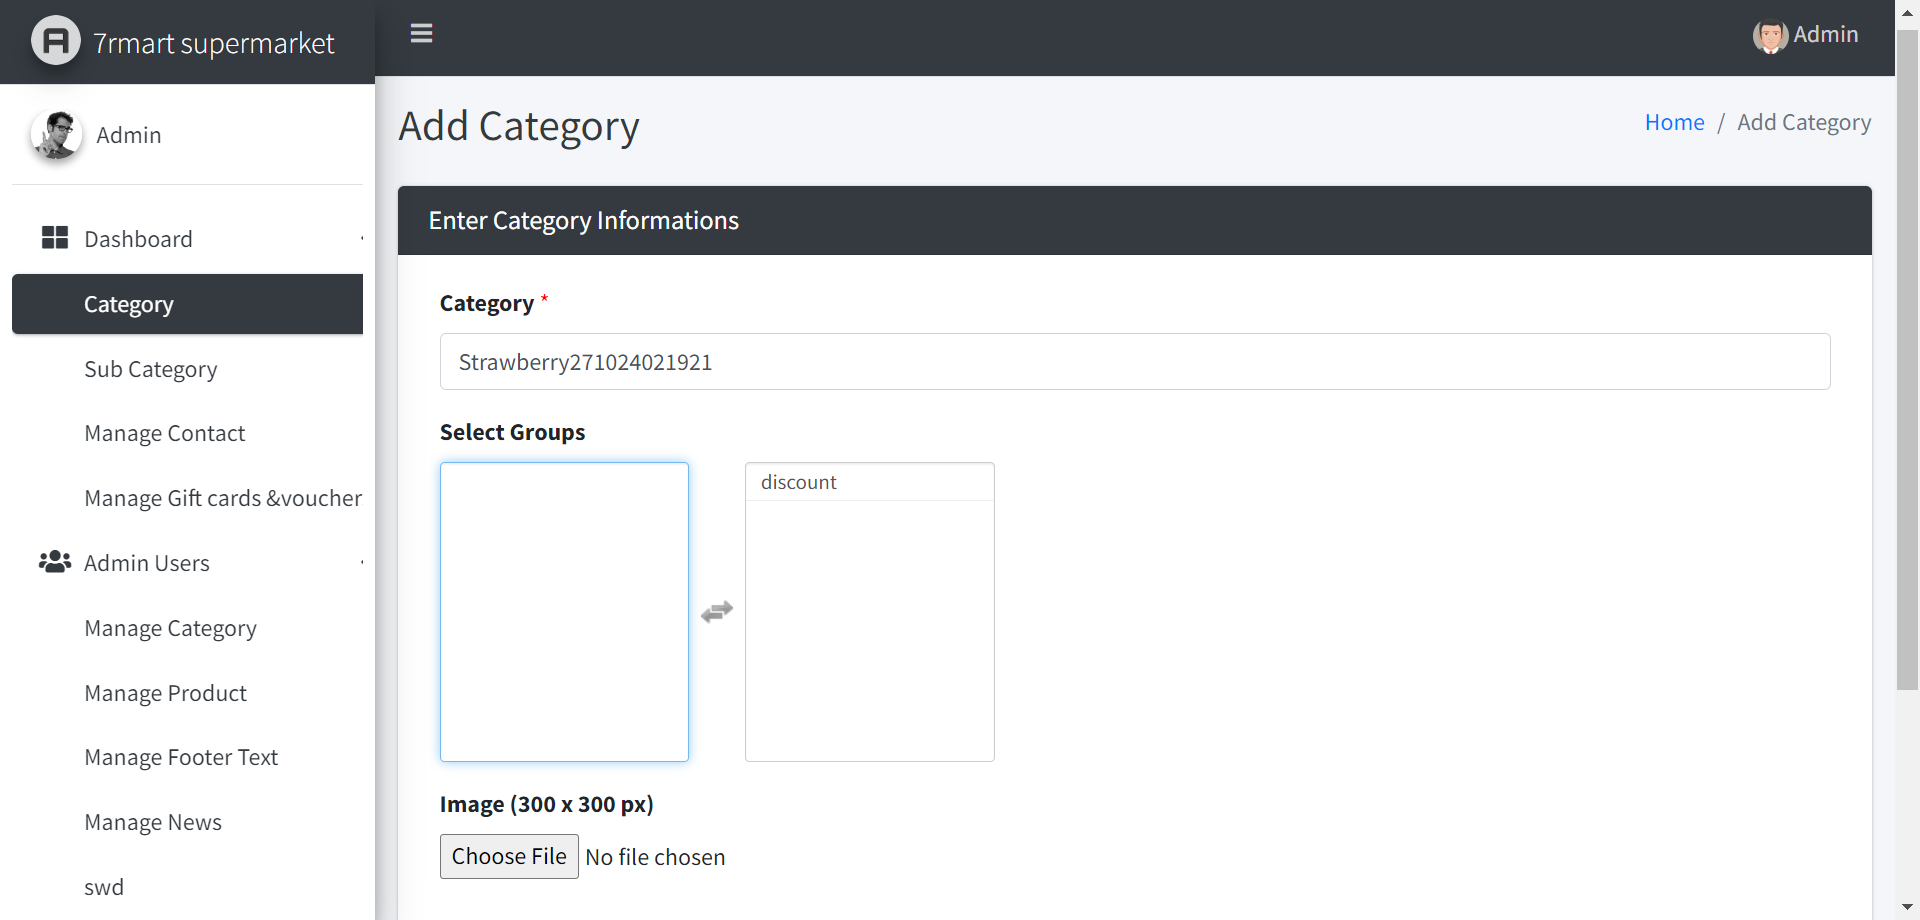 7rmart supermarket
Admin
Admin
Dashboard
Category
Sub Category
Manage Contact
Manage Gift cards &voucher
Admin Users
Manage Category
Manage Product
Manage Footer Text
Manage News
swd
Add Category
Home / Add Category
Enter Category Informations
Category *
Strawberry271024021921
Select Groups
discount
Image (300 x 300 px)
Choose File No file chosen